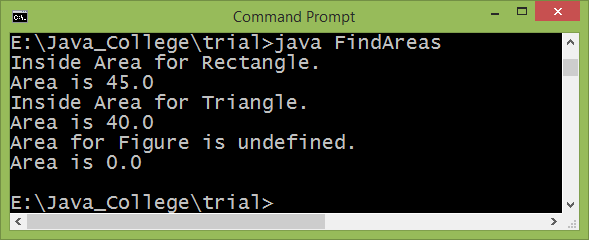 Command Prompt
E:\Java_College\trial>java FindAreas
Inside Area for Rectangle.
Area is 45.0
Inside Area for Triangle.
Area is 40.0
Area for Figure is undefined.
Area is 0.0
E:\Java_College\trial>